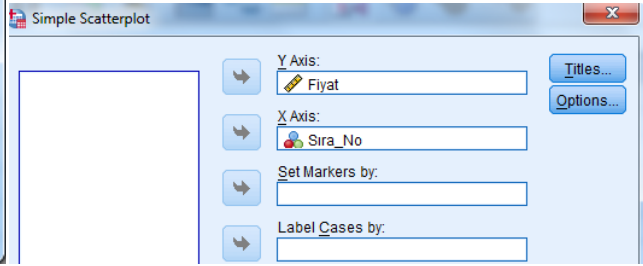 Simple Scatterplot
Y Axis:
Fiyat
X Axis:
Sıra_No
Set Markers by:
Label Cases by:
Titles...
Options...